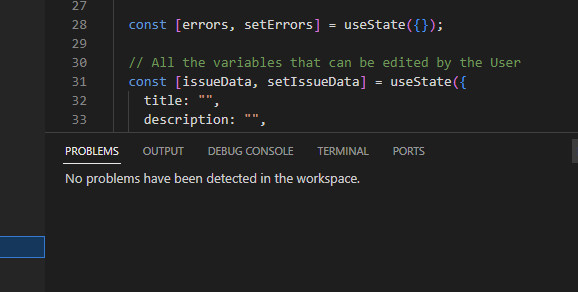 27
28 const [errors, setErrors] = useState({});
29
30 // All the variables that can be edited by the User
31 const [issueData, setIssueData] = useState({
32 title: "",
33 description: "",
PROBLEMS OUTPUT DEBUG CONSOLE TERMINAL PORTS
No problems have been detected in the workspace.